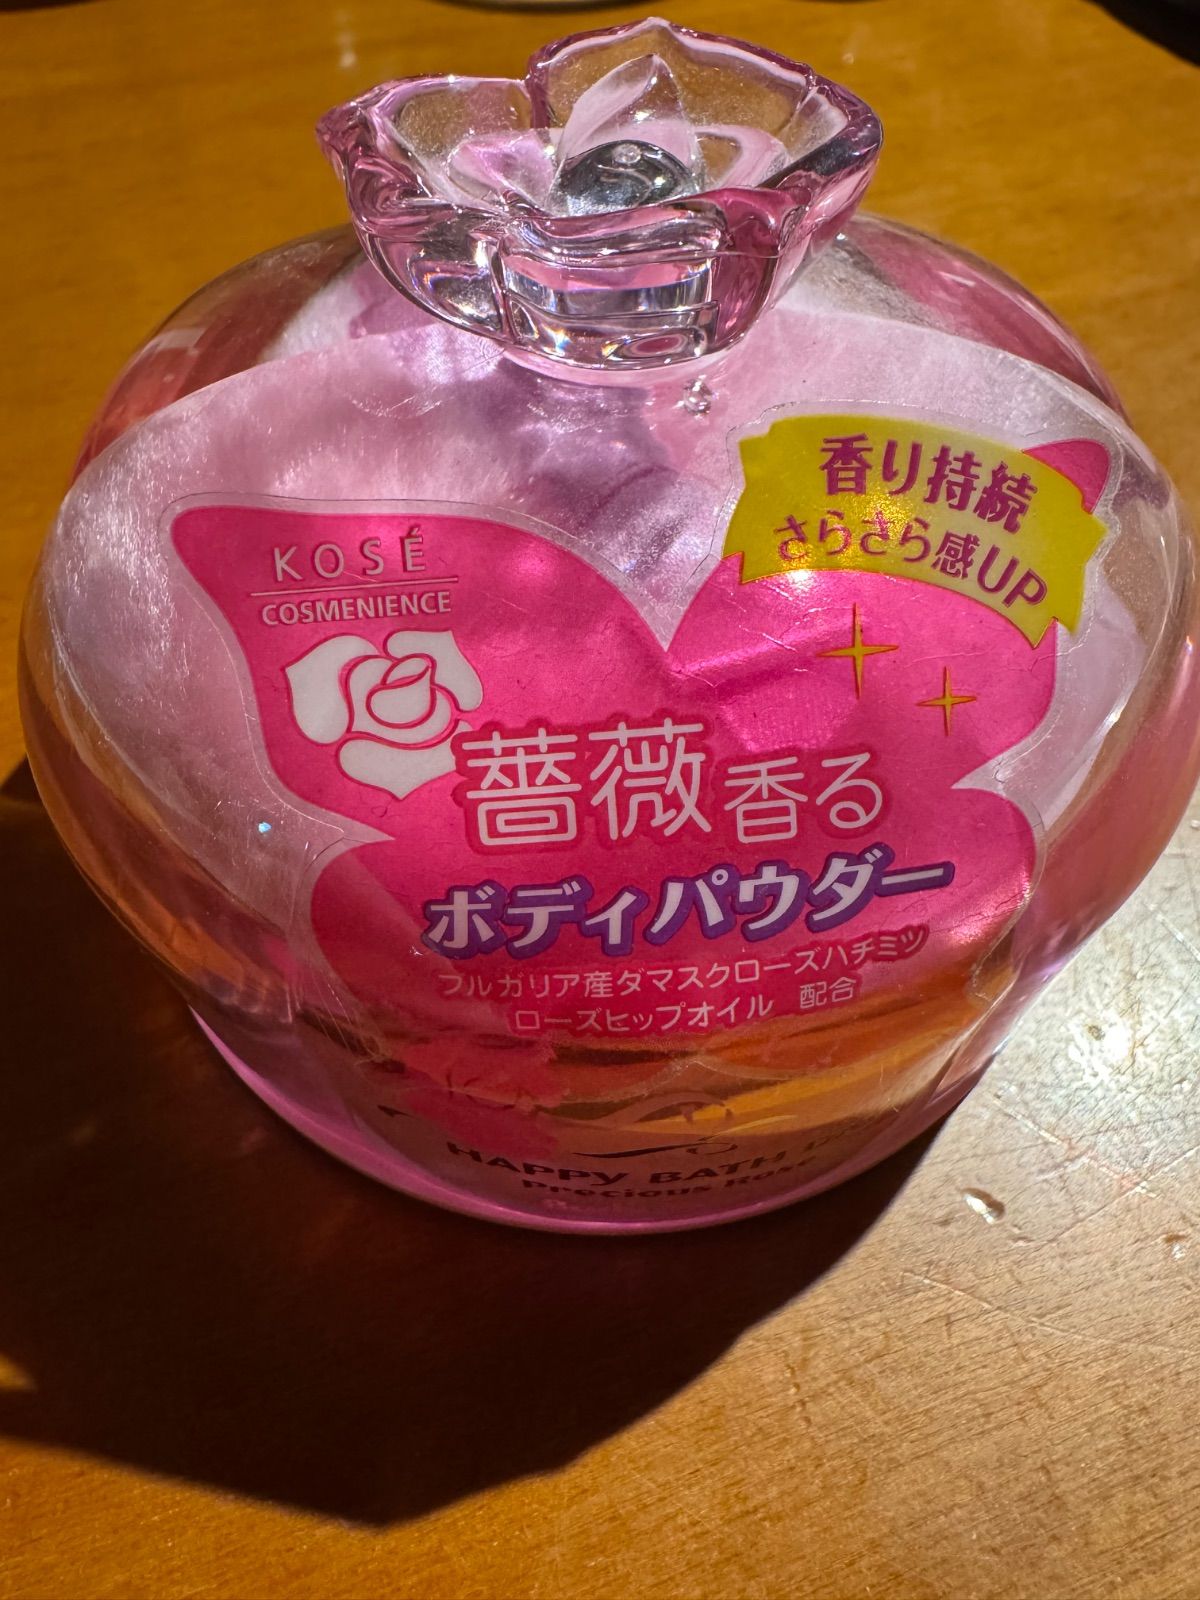 香り持続
さらさら感UP
KOSÉ
COSMENIENCE
薔薇香る
ボディパウダー
ブルガリア産ダマスクローズハチミツ
ローズヒップオイル 配合
HAPPY BATH
Precious Rose